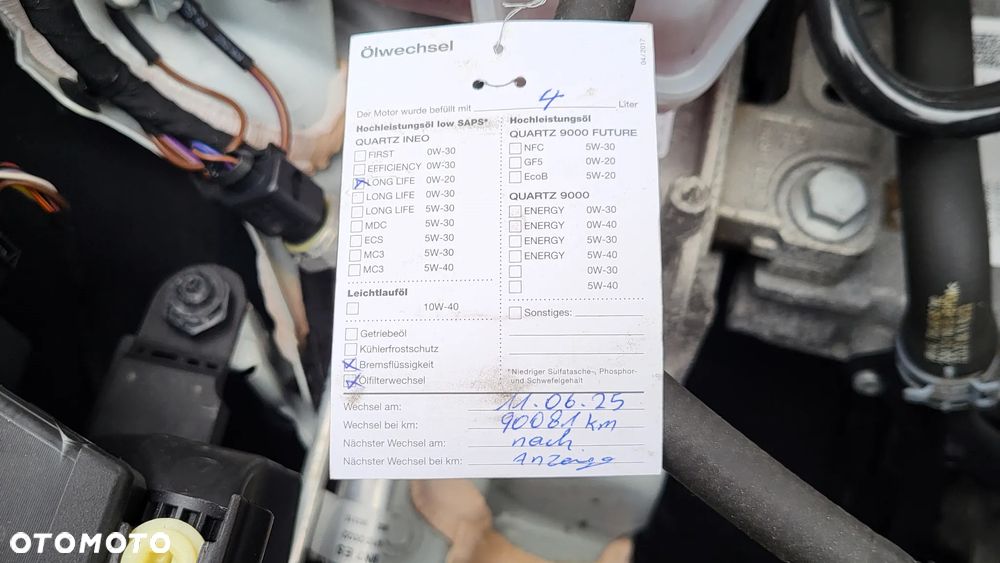 Ölwechsel
04/2017
Der Motor wurde befüllt mit 4 Liter
Hochleistungsöl low SAPS*
QUARTZ INEO
FIRST 0W-30
EFFICIENCY 0W-30
LONG LIFE 0W-20
LONG LIFE 0W-30
LONG LIFE 5W-30
MDC 5W-30
ECS 5W-30
MC3 5W-30
MC3 5W-40
Leichtlauföl
10W-40
Getriebeöl
Kühlerfrostschutz
Bremsflüssigkeit
Ölfilterwechsel
Hochleistungsöl
QUARTZ 9000 FUTURE
NFC 5W-30
GF5 0W-20
EcoB 5W-20
QUARTZ 9000
ENERGY 0W-30
ENERGY 0W-40
ENERGY 5W-30
ENERGY 5W-40
0W-30
5W-40
Sonstiges:
*Niedriger Sulfatasche-, Phosphor-
und Schwefelgehalt
Wechsel am: 11.06.25
Wechsel bei km: 90081 km
Nächster Wechsel am: nach
Nächster Wechsel bei km: Anzeige
OTOMOTO